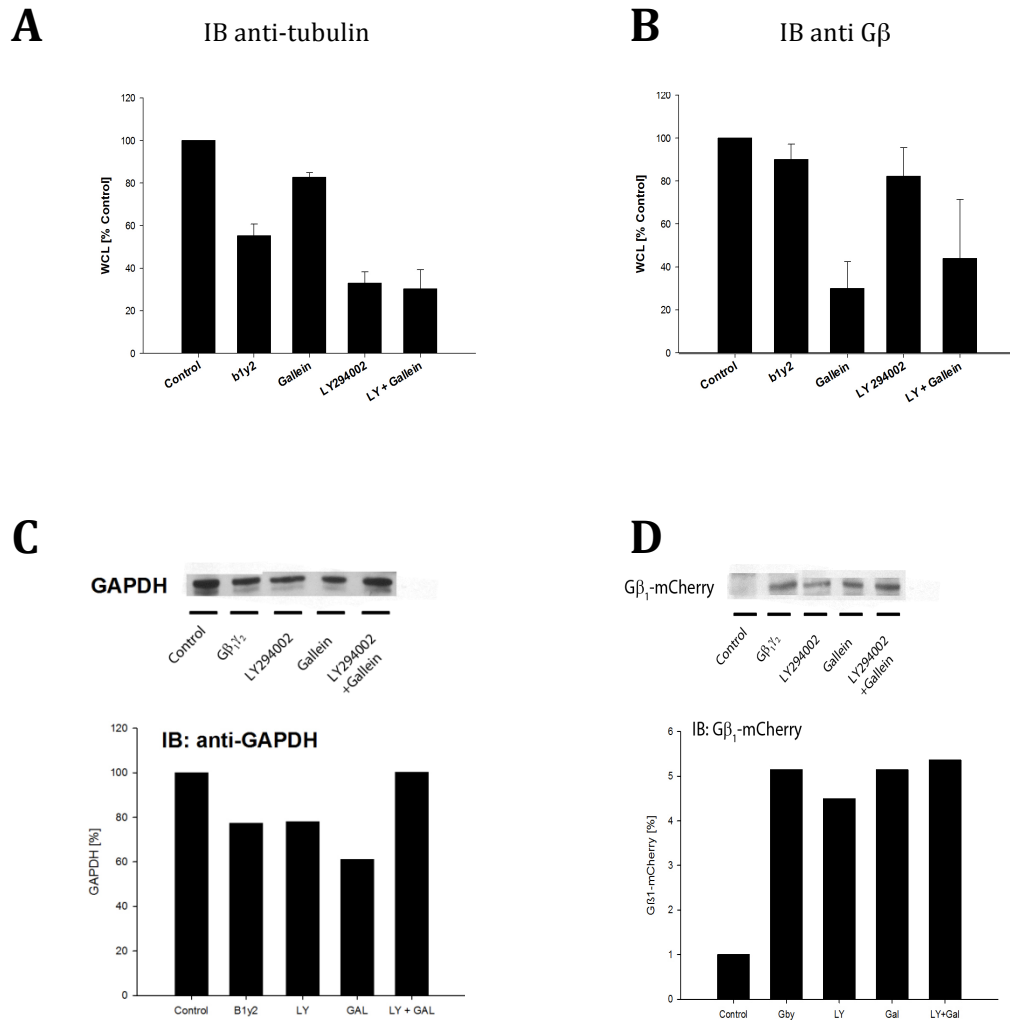 A
IB anti-tubulin
WCL [% Control]
120
100
80
60
40
20
0
Control
b1y2
Gallein
LY294002
LY + Gallein
B
IB anti Gβ
WCL [% Control]
120
100
80
60
40
20
0
Control
b1y2
Gallein
LY 294002
LY + Gallein
C
GAPDH
Control
Gβ₁γ₂
LY294002
Gallein
LY294002
+Gallein
IB: anti-GAPDH
GAPDH [%]
120
100
80
60
40
20
0
Control
B1y2
LY
GAL
LY + GAL
D
Gβ₁-mCherry
Control
Gβ₁γ₂
LY294002
Gallein
LY294002
+Gallein
IB: Gβ₁-mCherry
Gß1-mCherry [%]
6
5
4
3
2
1
0
Control
Gby
LY
Gal
LY+Gal